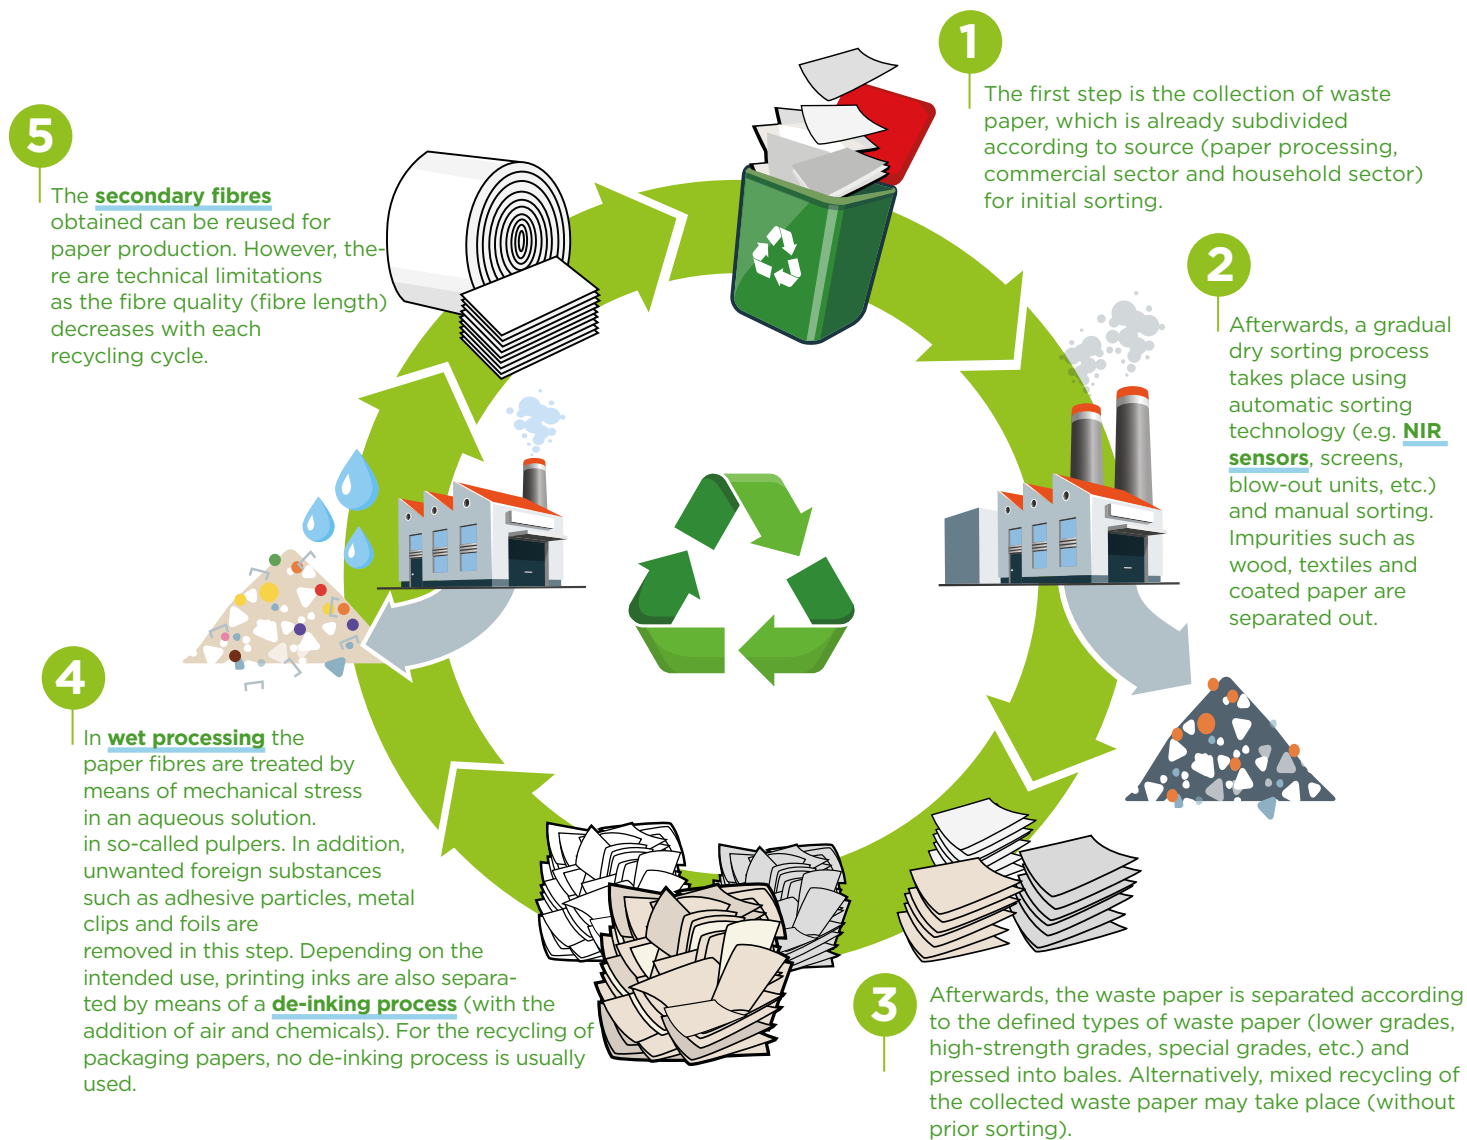 1
The first step is the collection of waste
paper, which is already subdivided
according to source (paper processing,
commercial sector and household sector)
for initial sorting.
2
Afterwards, a gradual
dry sorting process
takes place using
automatic sorting
technology (e.g. NIR
sensors, screens,
blow-out units, etc.)
and manual sorting.
Impurities such as
wood, textiles and
coated paper are
separated out.
3
Afterwards, the waste paper is separated according
to the defined types of waste paper (lower grades,
high-strength grades, special grades, etc.) and
pressed into bales. Alternatively, mixed recycling of
the collected waste paper may take place (without
prior sorting).
4
In wet processing the
paper fibres are treated by
means of mechanical stress
in an aqueous solution.
in so-called pulpers. In addition,
unwanted foreign substances
such as adhesive particles, metal
clips and foils are
removed in this step. Depending on the
intended use, printing inks are also separa-
ted by means of a de-inking process (with the
addition of air and chemicals). For the recycling of
packaging papers, no de-inking process is usually
used.
5
The secondary fibres
obtained can be reused for
paper production. However, the-
re are technical limitations
as the fibre quality (fibre length)
decreases with each
recycling cycle.